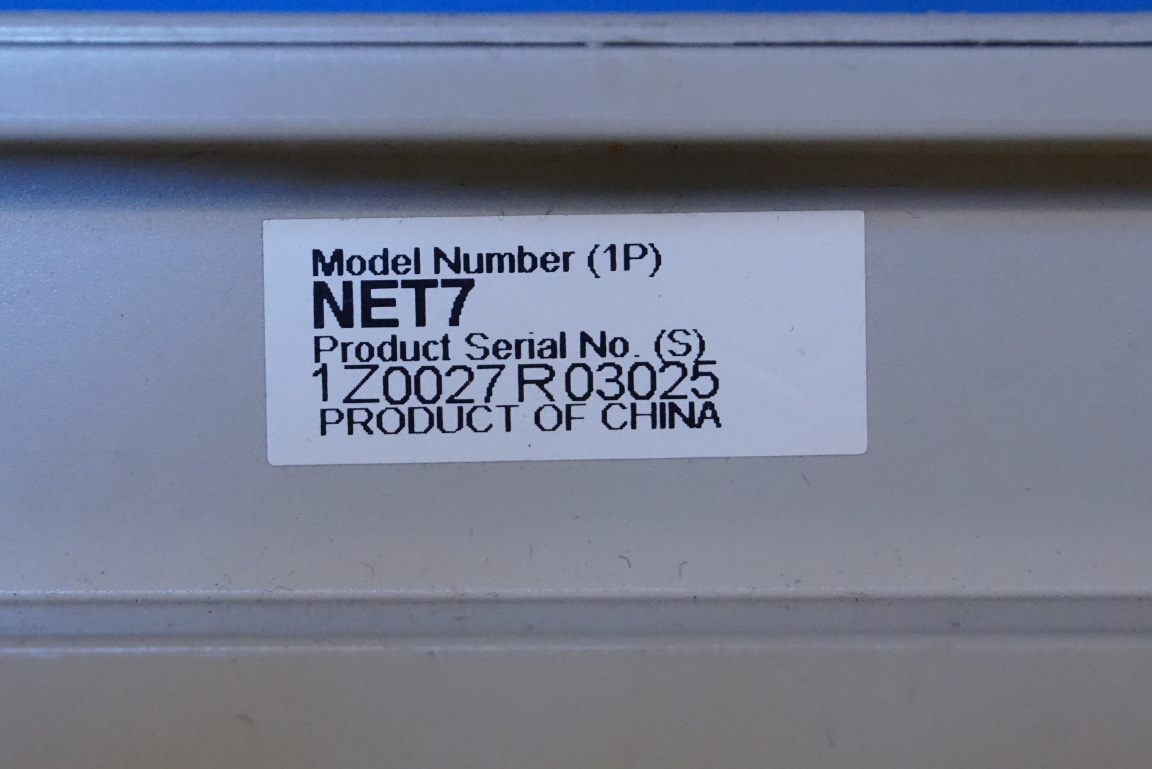 Model Number (1P)
NET7
Product Serial No. (S)
1Z0027R03025
PRODUCT OF CHINA